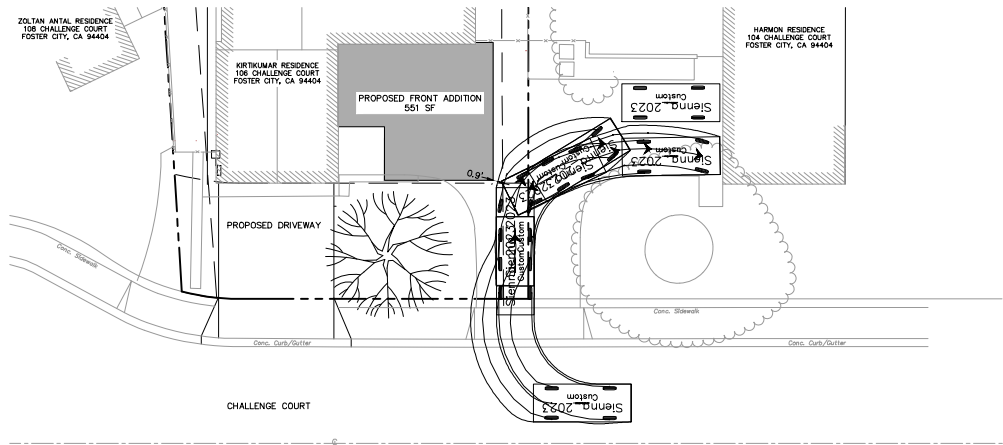 ZOLTAN ANTAL RESIDENCE
108 CHALLENGE COURT
FOSTER CITY, CA 94404
HARMON RESIDENCE
104 CHALLENGE COURT
FOSTER CITY, CA 94404
KIRTIKUMAR RESIDENCE
106 CHALLENGE COURT
FOSTER CITY, CA 94404
PROPOSED FRONT ADDITION
551 SF
Custom
Sienna_2023
Custom
Sienna_2023
0.9'
PROPOSED DRIVEWAY
Conc. Sidewalk
Conc. Sidewalk
Conc. Curb/Gutter
Conc. Curb/Gutter
Custom
Sienna_2023
CHALLENGE COURT